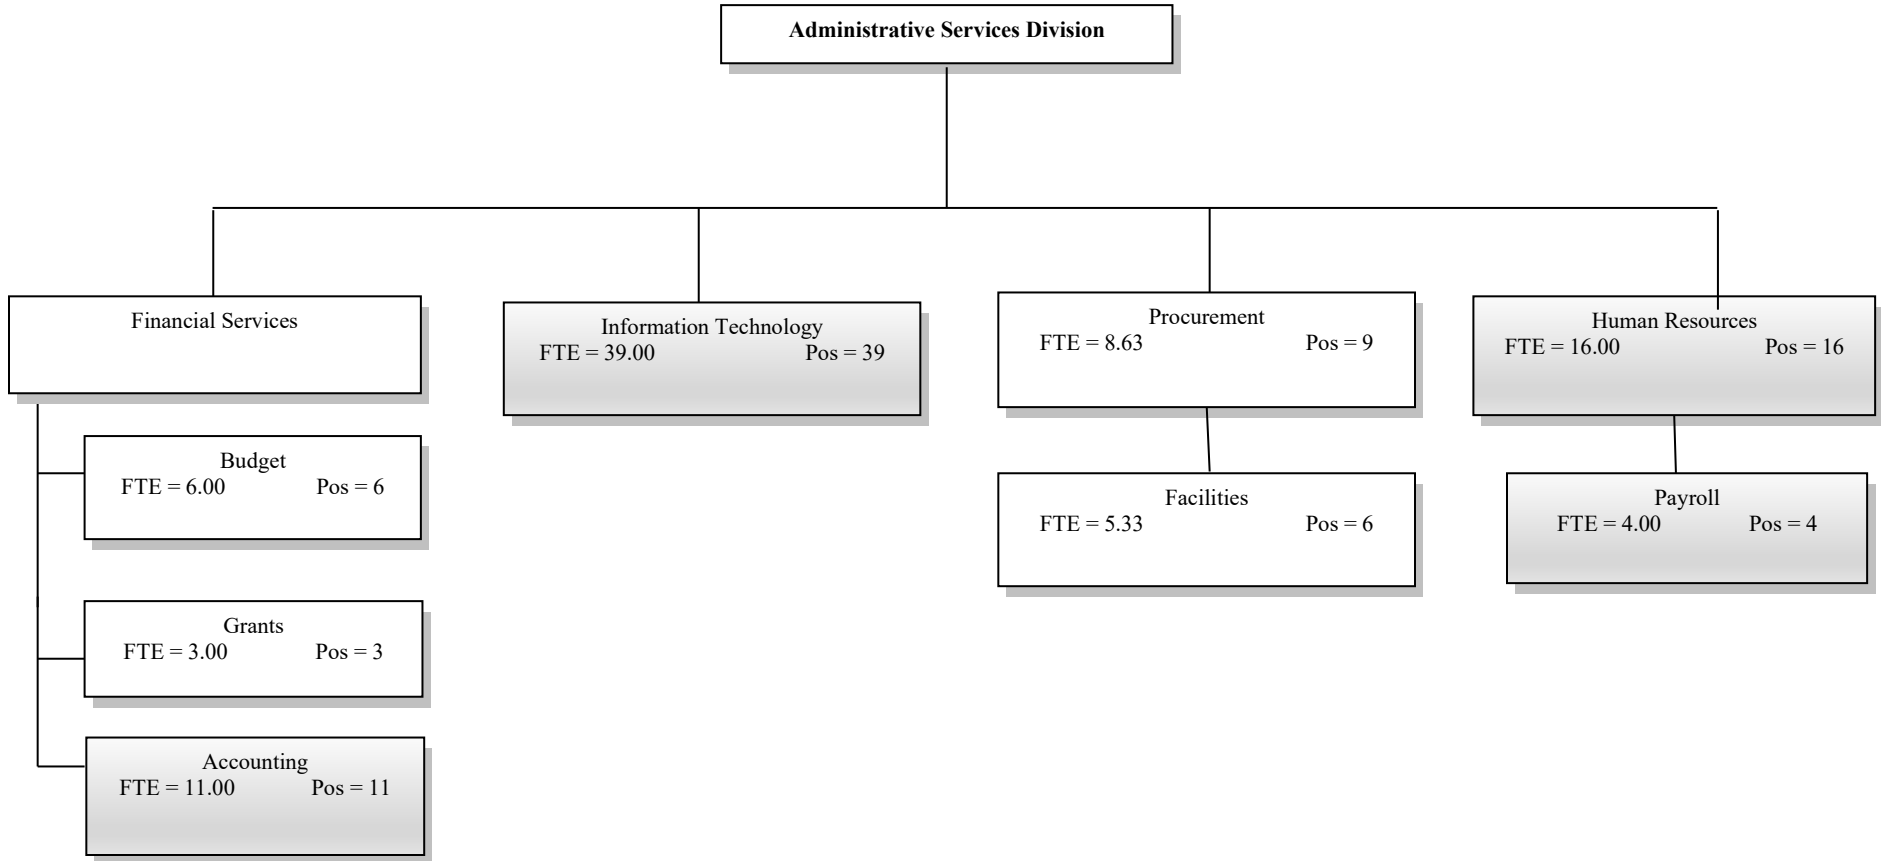 Administrative Services Division
Financial Services
Information Technology
FTE = 39.00 Pos = 39
Procurement
FTE = 8.63 Pos = 9
Human Resources
FTE = 16.00 Pos = 16
Budget
FTE = 6.00 Pos = 6
Facilities
FTE = 5.33 Pos = 6
Payroll
FTE = 4.00 Pos = 4
Grants
FTE = 3.00 Pos = 3
Accounting
FTE = 11.00 Pos = 11